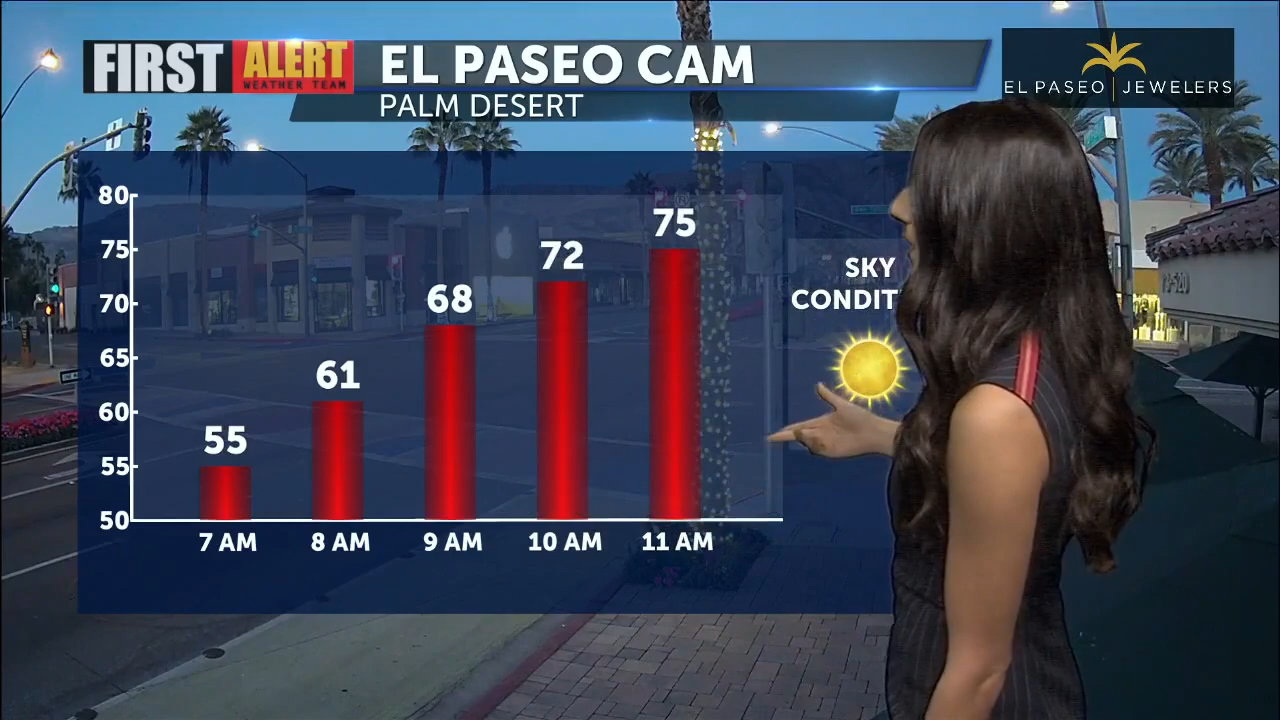 FIRST ALERT
WEATHER TEAM
EL PASEO CAM
PALM DESERT
EL PASEO JEWELERS
80
75
70
65
60
55
50
55
61
68
72
75
7 AM
8 AM
9 AM
10 AM
11 AM
SKY
CONDIT